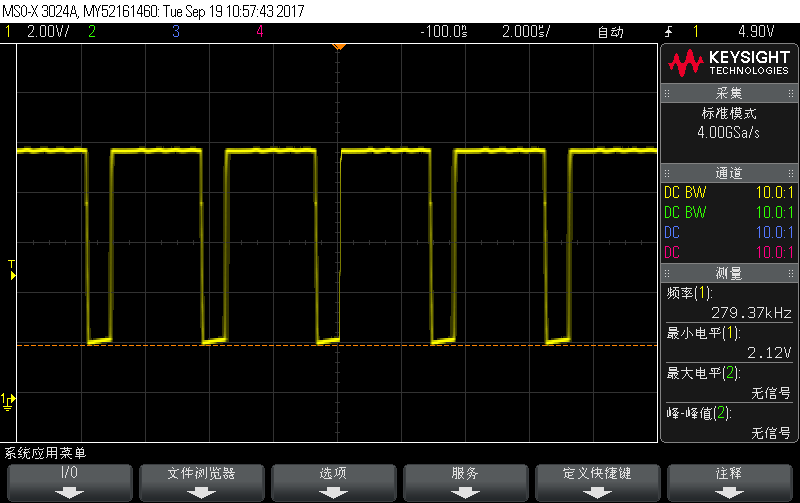 MSO-X 3024A, MY52161460: Tue Sep 19 10:57:43 2017
1 2.00V/ 2 3 4 -100.0ns 2.000s/ 自动 1 4.90V
KEYSIGHT
TECHNOLOGIES
采集
标准模式
4.00GSa/s
通道
DC BW 10.0:1
DC BW 10.0:1
DC 10.0:1
DC 10.0:1
测量
频率(1):
279.37kHz
最小电平(1):
2.12V
最大电平(2):
无信号
峰-峰值(2):
无信号
T
1
系统应用菜单
I/O
文件浏览器
选项
服务
定义快捷键
注释